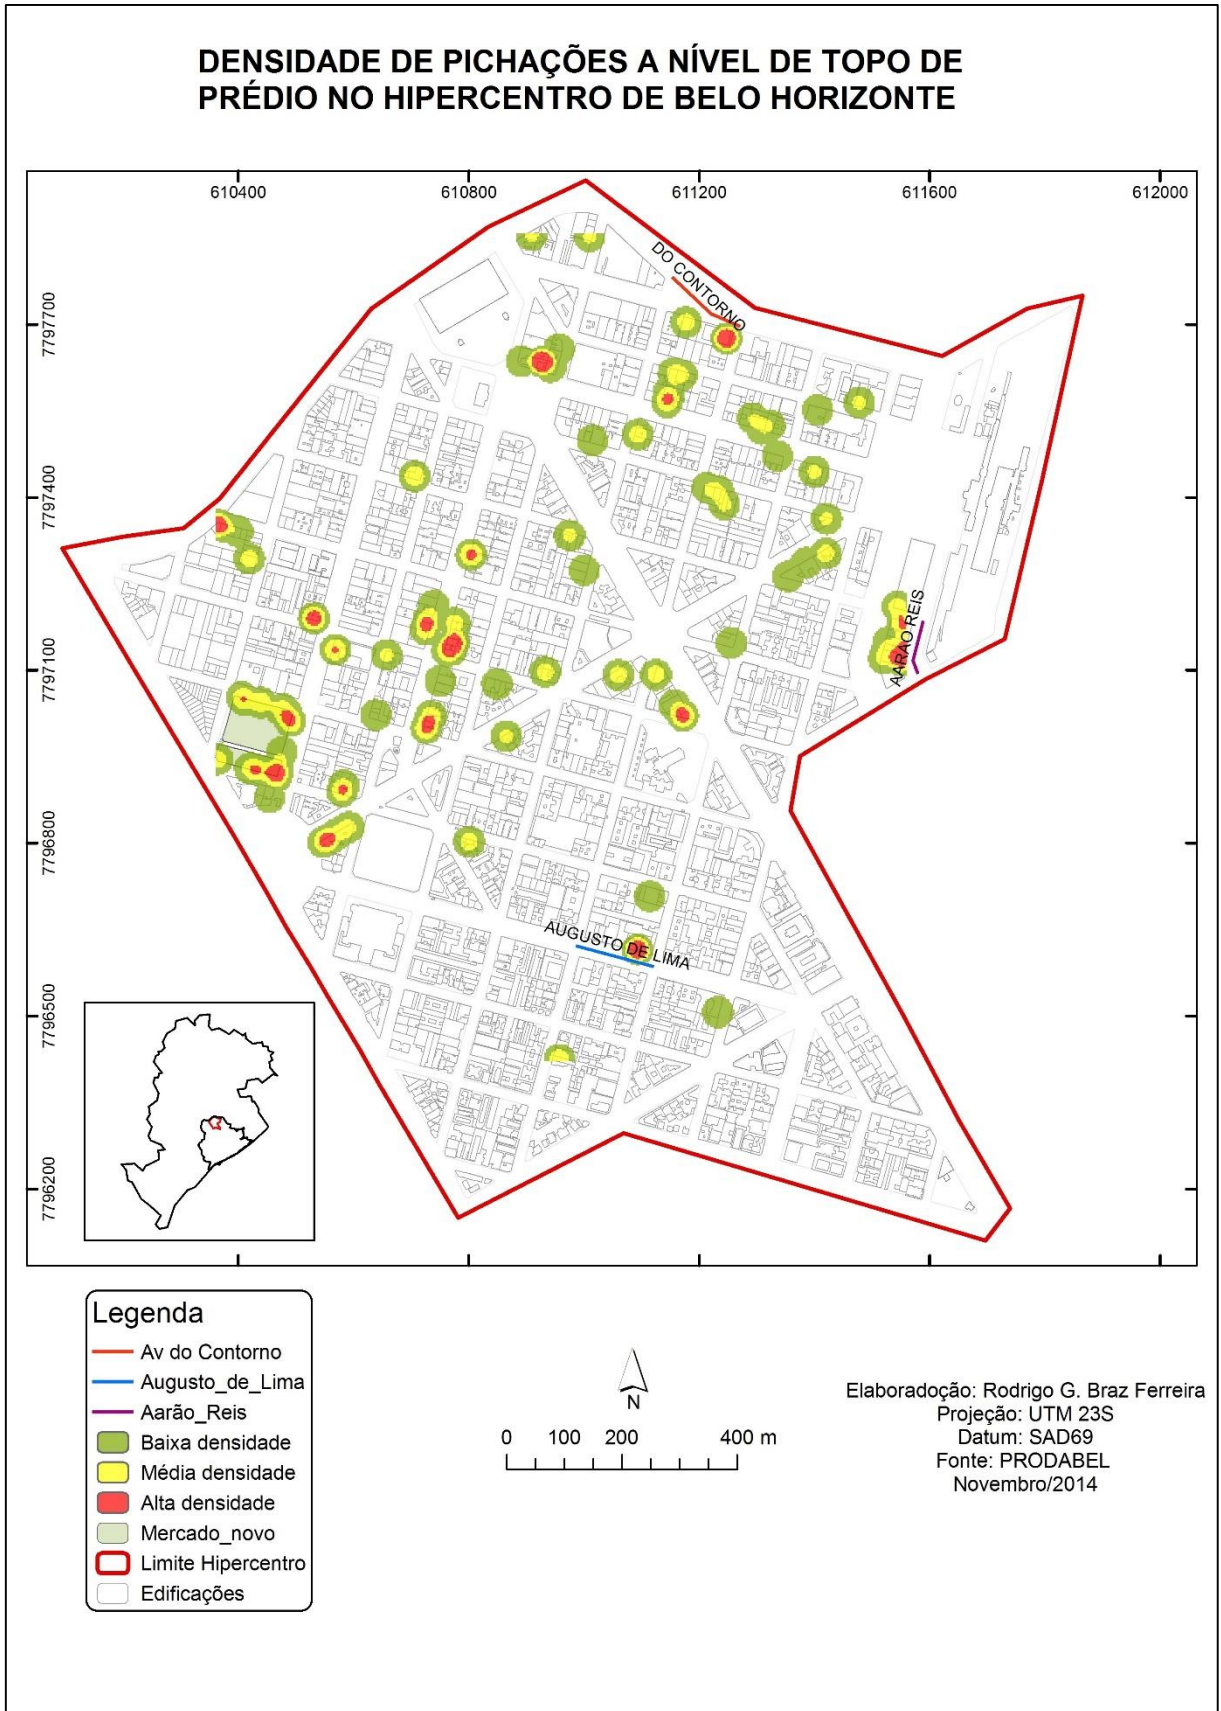 DENSIDADE DE PICHAÇÕES A NÍVEL DE TOPO DE
PRÉDIO NO HIPERCENTRO DE BELO HORIZONTE
610400
610800
611200
611600
612000
7797700
7797400
7797100
7796800
7796500
7796200
DO CONTORNO
AARÃO REIS
AUGUSTO DE LIMA
Legenda
Av do Contorno
Augusto_de_Lima
Aarão_Reis
Baixa densidade
Média densidade
Alta densidade
Mercado_novo
Limite Hipercentro
Edificações
N
0 100 200 400 m
Elaboradoção: Rodrigo G. Braz Ferreira
Projeção: UTM 23S
Datum: SAD69
Fonte: PRODABEL
Novembro/2014